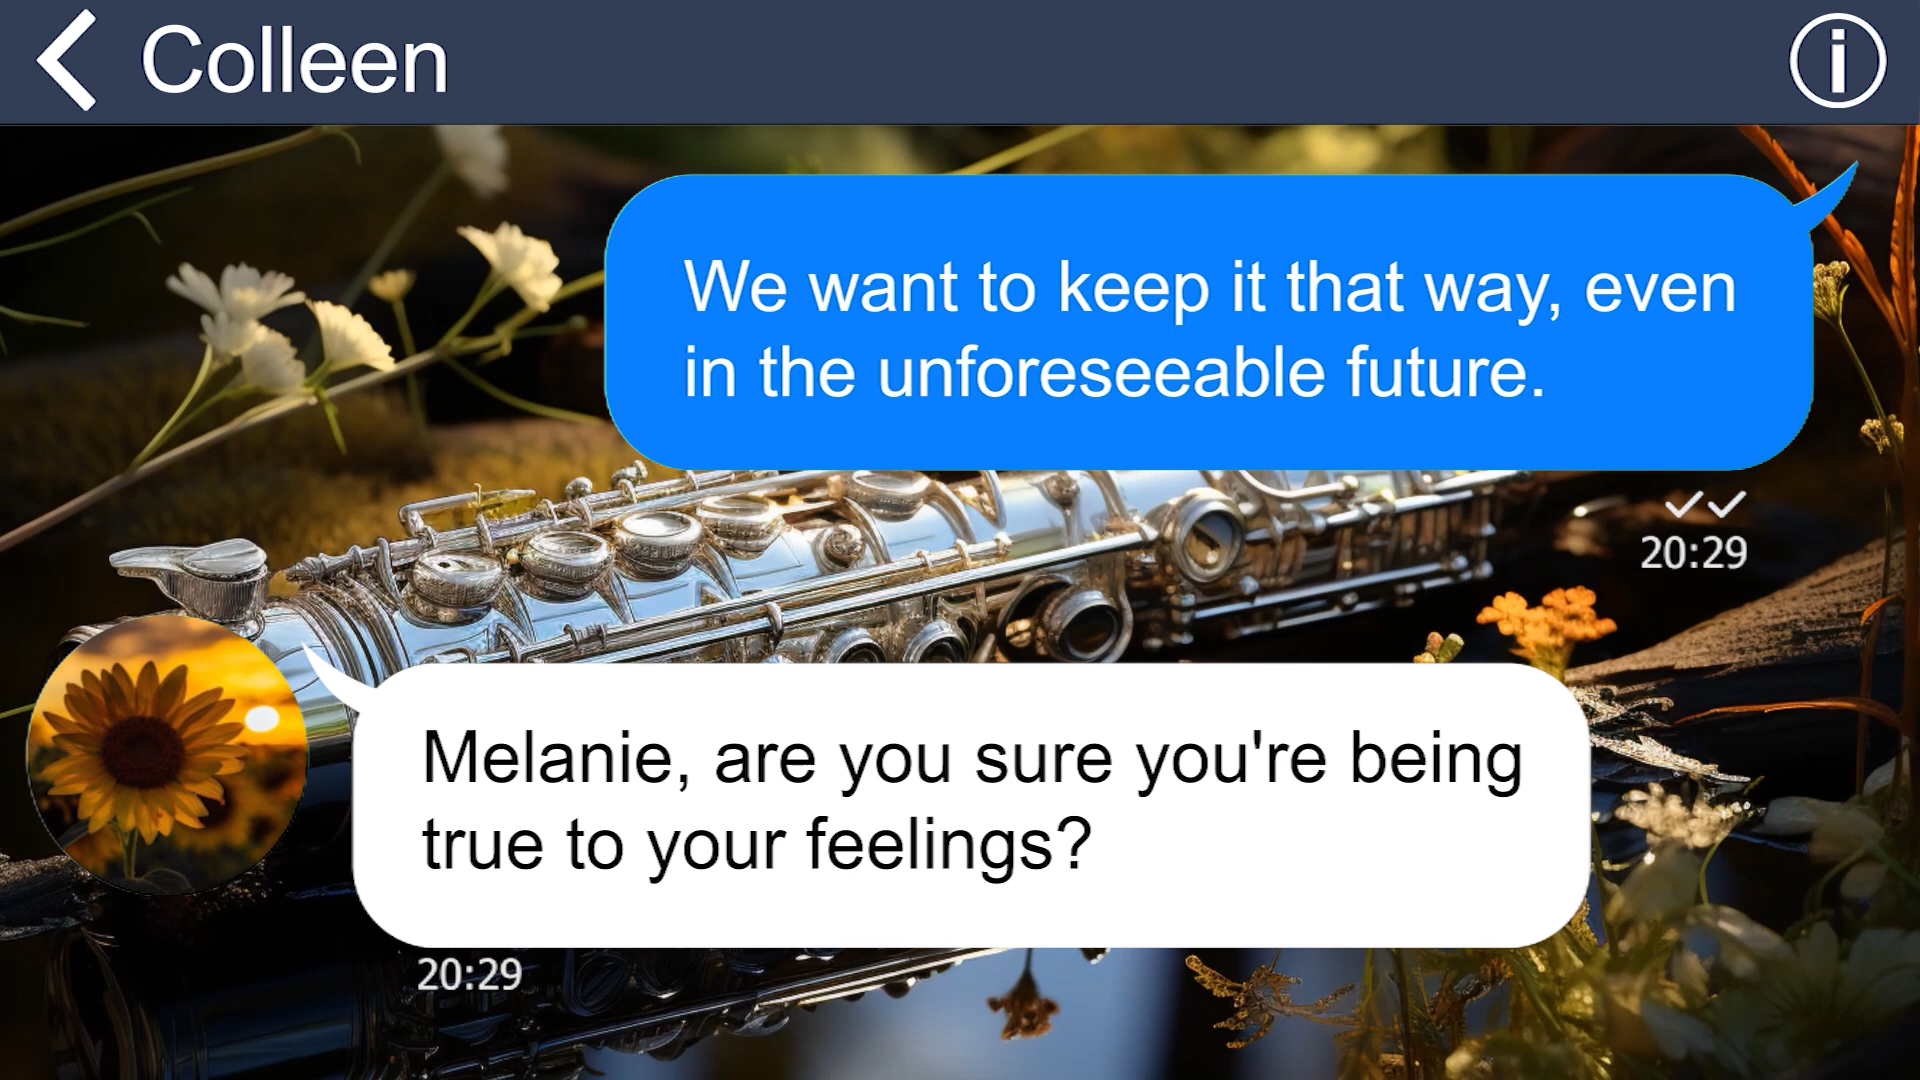 Colleen
We want to keep it that way, even
in the unforeseeable future.
20:29
Melanie, are you sure you're being
true to your feelings?
20:29